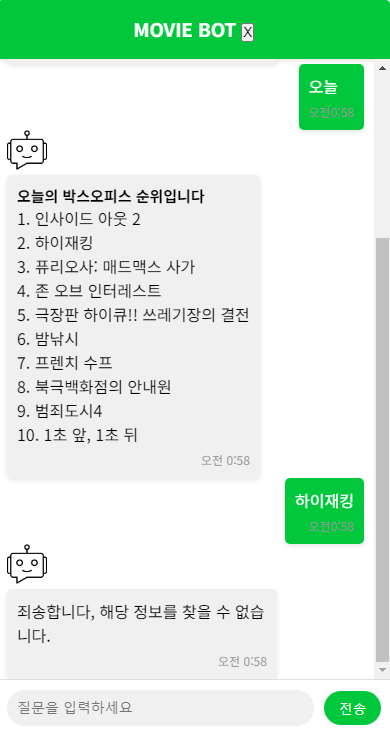 MOVIE BOT X
오늘
오전0:58
오늘의 박스오피스 순위입니다
1. 인사이드 아웃 2
2. 하이재킹
3. 퓨리오사: 매드맥스 사가
4. 존 오브 인터레스트
5. 극장판 하이큐!! 쓰레기장의 결전
6. 밤낚시
7. 프렌치 수프
8. 북극백화점의 안내원
9. 범죄도시4
10. 1초 앞, 1초 뒤
오전 0:58
하이재킹
오전0:58
죄송합니다, 해당 정보를 찾을 수 없습
니다.
오전 0:58
질문을 입력하세요
전송